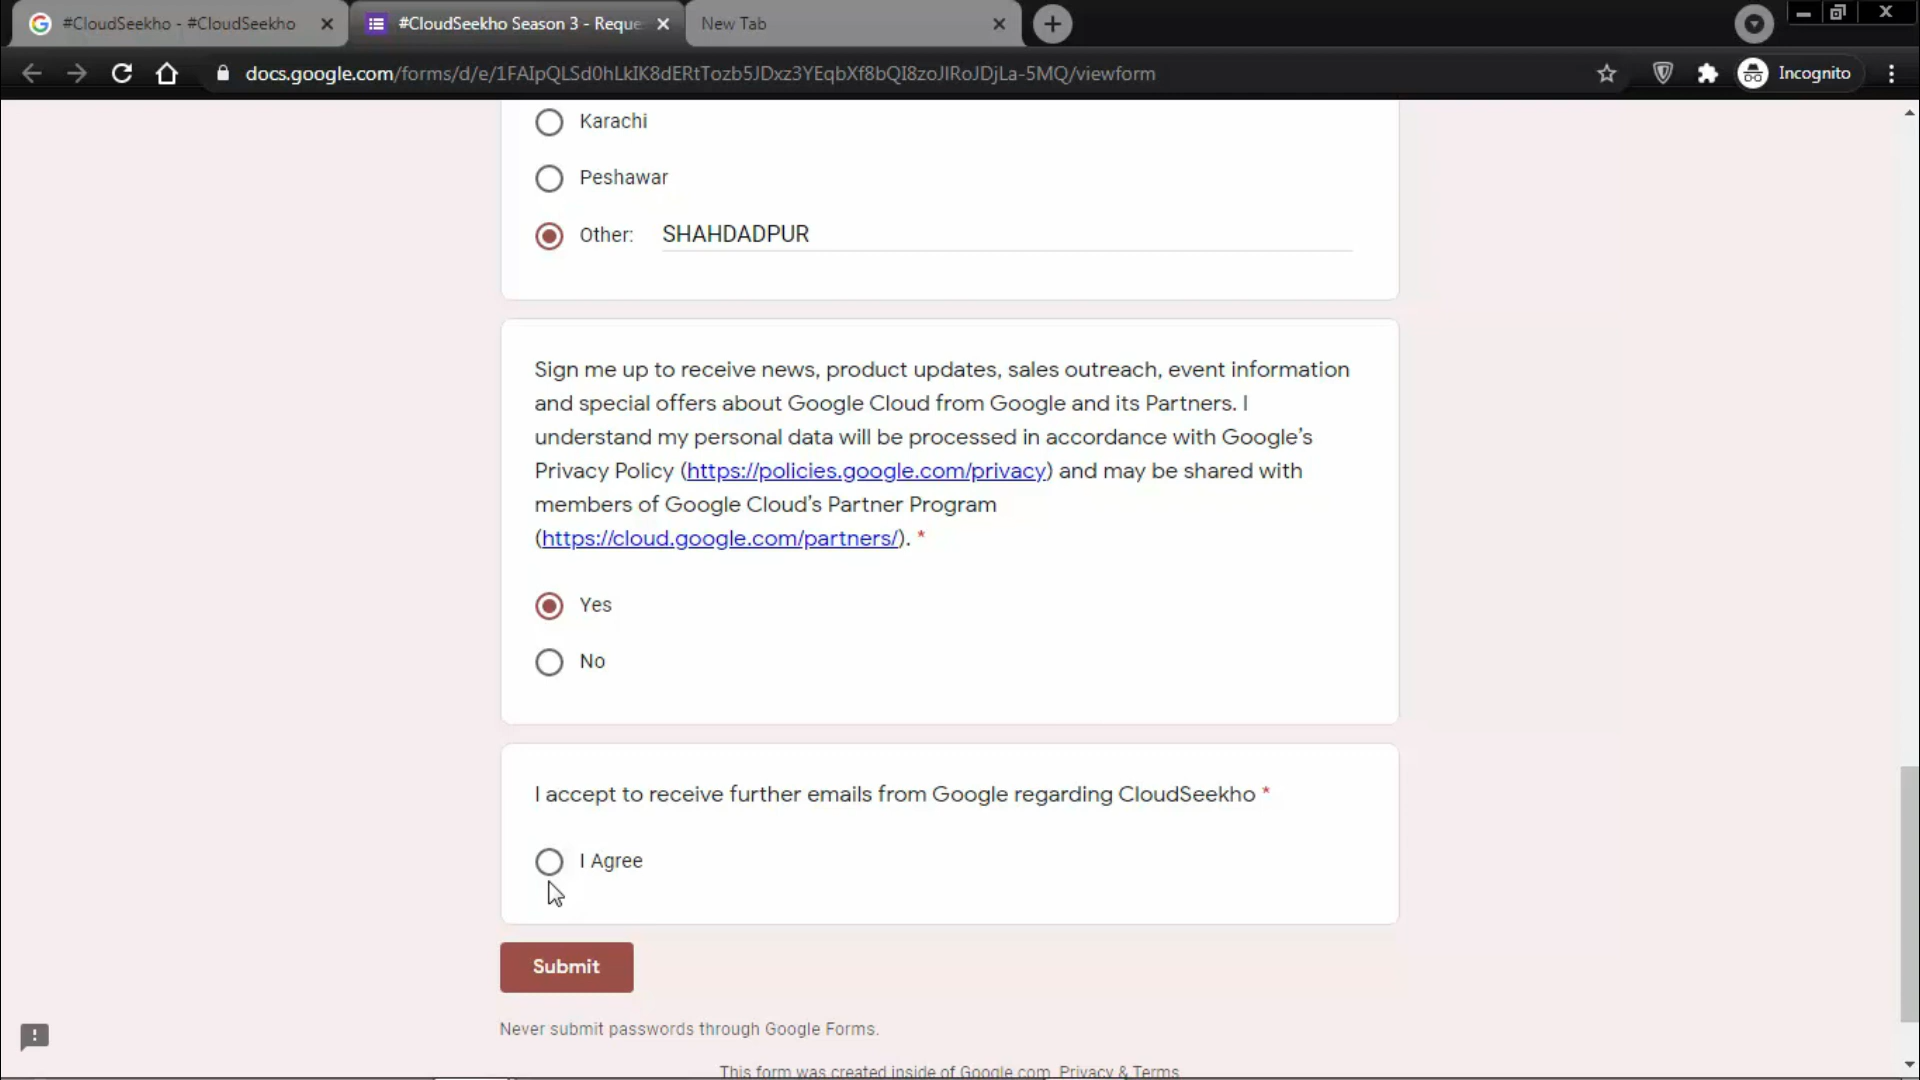 #CloudSeekho - #CloudSeekho
#CloudSeekho Season 3 - Reque
New Tab
docs.google.com/forms/d/e/1FAIpQLSd0hLkIK8dERtTozb5JDxz3YEqbXf8bQI8zoJlRoJDjLa-5MQ/viewform
Incognito
Karachi
Peshawar
Other: SHAHDADPUR
Sign me up to receive news, product updates, sales outreach, event information
and special offers about Google Cloud from Google and its Partners. I
understand my personal data will be processed in accordance with Google’s
Privacy Policy (https://policies.google.com/privacy) and may be shared with
members of Google Cloud’s Partner Program
(https://cloud.google.com/partners/). *
Yes
No
I accept to receive further emails from Google regarding CloudSeekho *
I Agree
Submit
Never submit passwords through Google Forms.
This form was created inside of Google.com. Privacy & Terms